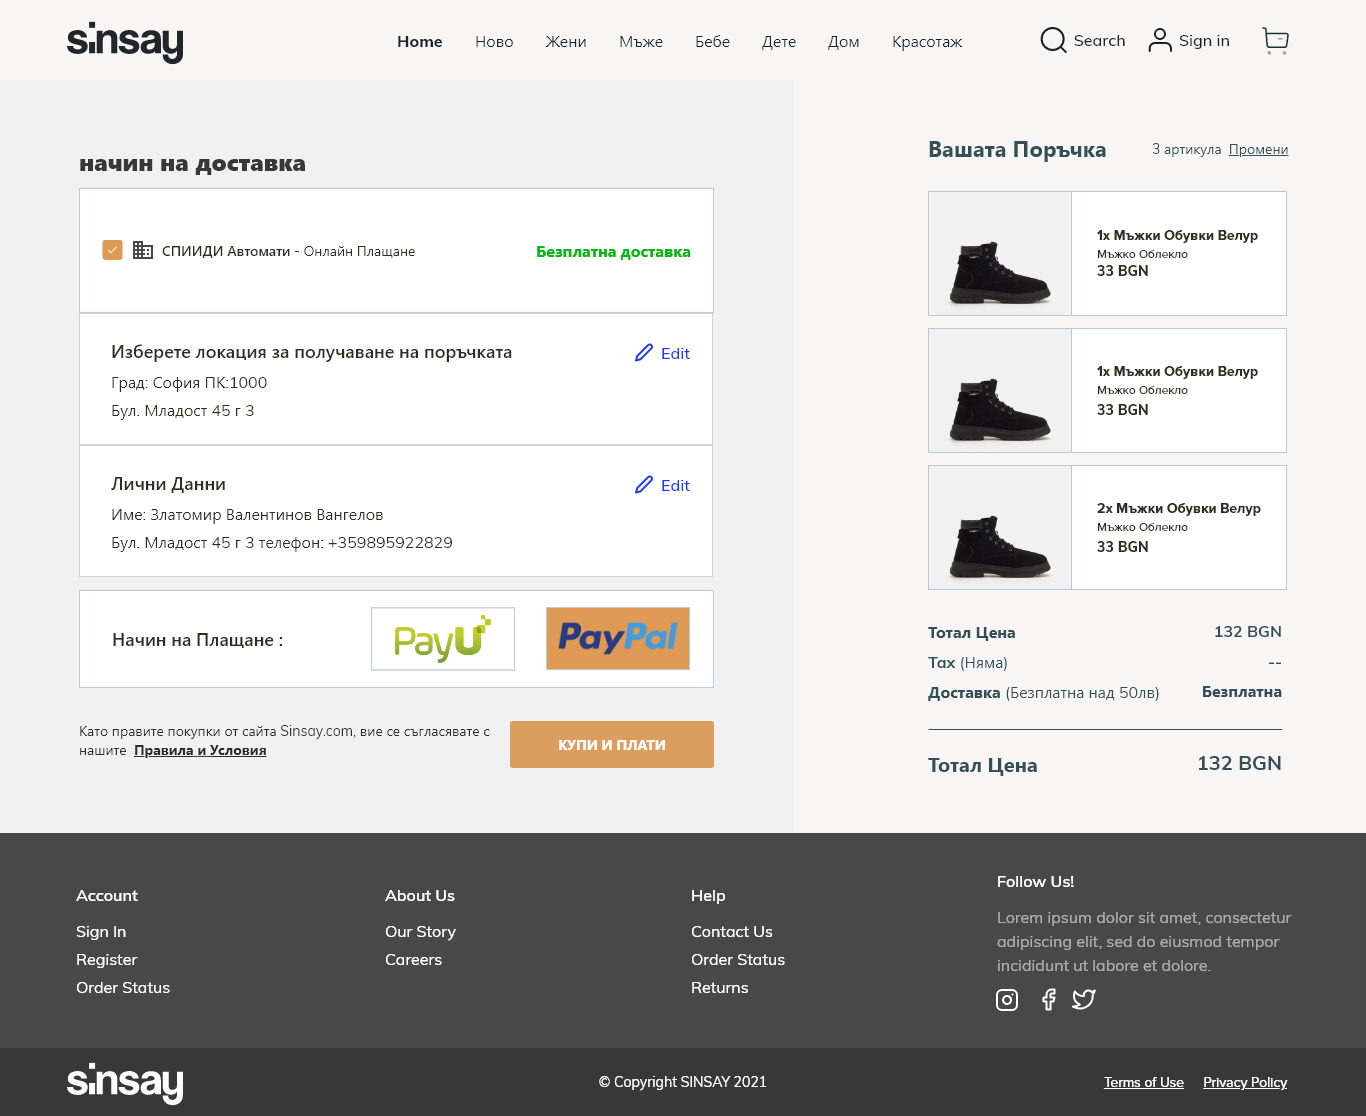 sinsay
Home Ново Жени Мъже Бебе Дете Дом Красотаж
Search Sign in
начин на доставка
СПИИДИ Автомати - Онлайн Плащане
Безплатна доставка
Изберете локация за получаване на поръчката
Edit
Град: София ПК:1000
Бул. Младост 45 г 3
Лични Данни
Edit
Име: Златомир Валентинов Вангелов
Бул. Младост 45 г 3 телефон: +359895922829
Начин на Плащане :
PayU
PayPal
Като правите покупки от сайта Sinsay.com, вие се съгласявате с
нашите Правила и Условия
КУПИ И ПЛАТИ
Вашата Поръчка
3 артикула Промени
1x Мъжки Обувки Велур
Мъжко Облекло
33 BGN
1x Мъжки Обувки Велур
Мъжко Облекло
33 BGN
2x Мъжки Обувки Велур
Мъжко Облекло
33 BGN
Тотал Цена 132 BGN
Tax (Няма) --
Доставка (Безплатна над 50лв) Безплатна
Тотал Цена 132 BGN
Account
Sign In
Register
Order Status
About Us
Our Story
Careers
Help
Contact Us
Order Status
Returns
Follow Us!
Lorem ipsum dolor sit amet, consectetur
adipiscing elit, sed do eiusmod tempor
incididunt ut labore et dolore.
sinsay
© Copyright SINSAY 2021
Terms of Use Privacy Policy